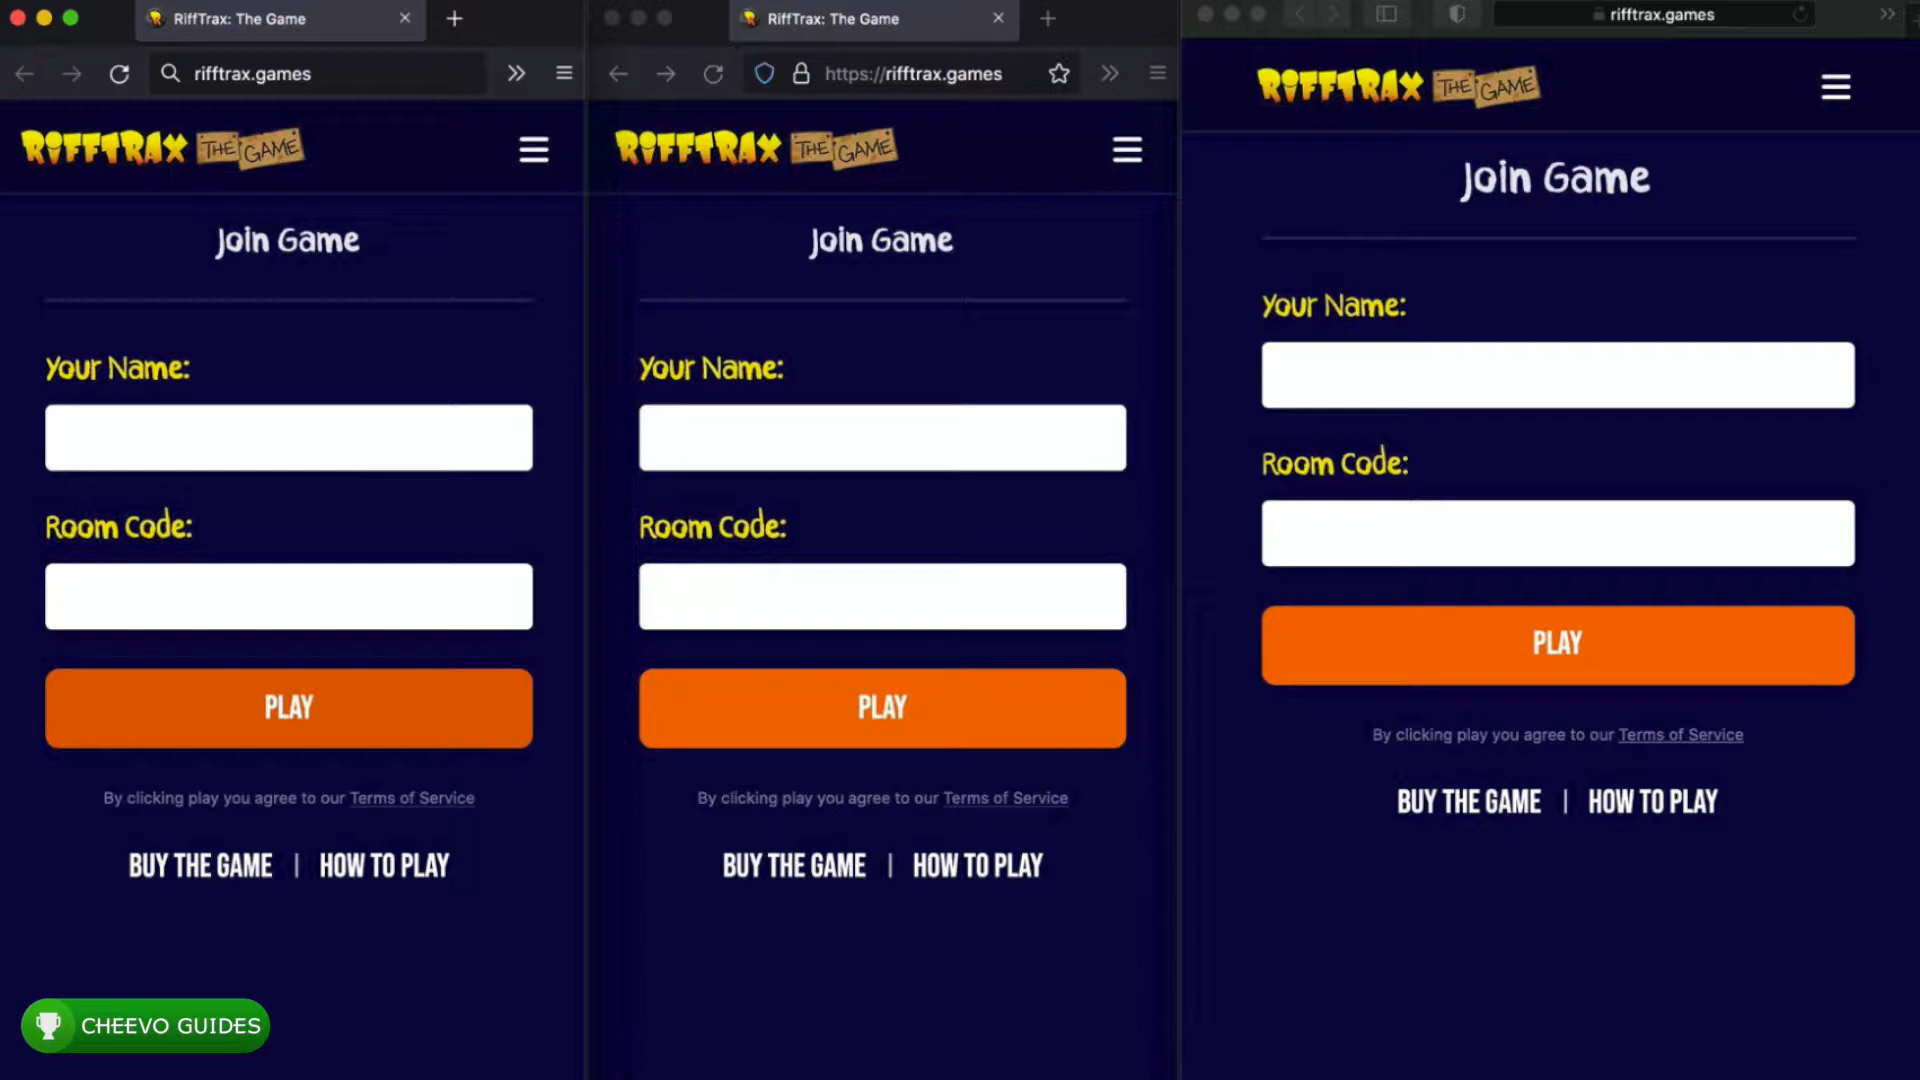 RiffTrax: The Game
rifftrax.games
RIFFTRAX THE GAME
Join Game
Your Name:
Room Code:
PLAY
By clicking play you agree to our Terms of Service
BUY THE GAME | HOW TO PLAY
RiffTrax: The Game
https://rifftrax.games
RIFFTRAX THE GAME
Join Game
Your Name:
Room Code:
PLAY
By clicking play you agree to our Terms of Service
BUY THE GAME | HOW TO PLAY
rifftrax.games
RIFFTRAX THE GAME
Join Game
Your Name:
Room Code:
PLAY
By clicking play you agree to our Terms of Service
BUY THE GAME | HOW TO PLAY
CHEEVO GUIDES